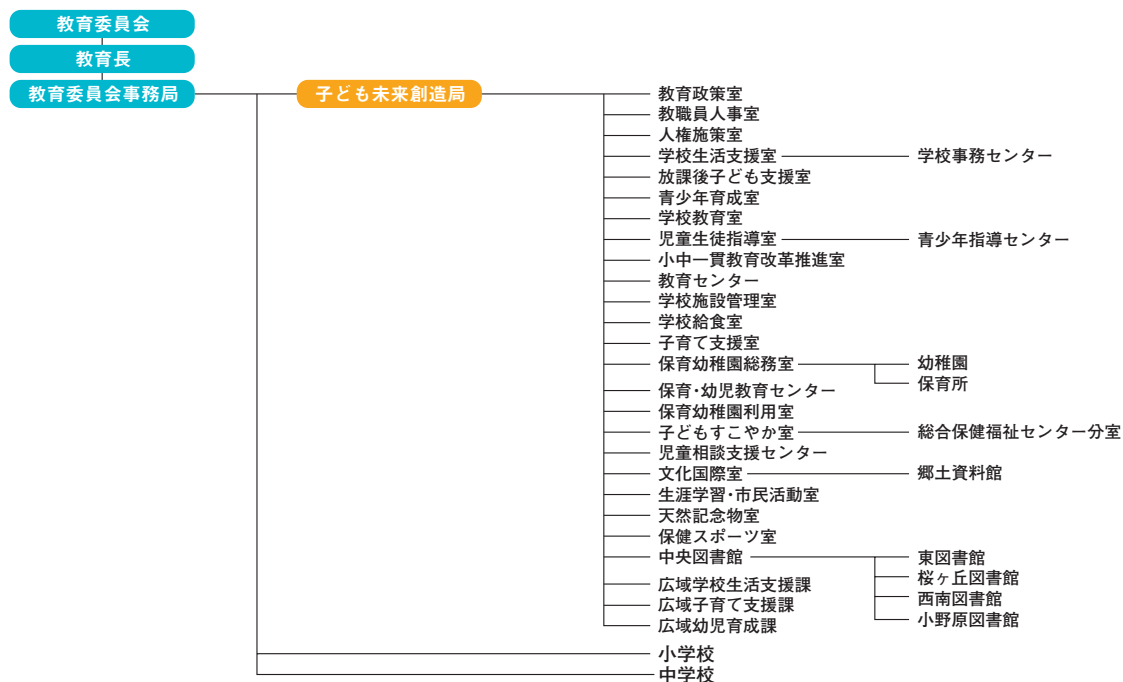 教育委員会
教育長
教育委員会事務局
子ども未来創造局
教育政策室
教職員人事室
人権施策室
学校生活支援室
学校事務センター
放課後子ども支援室
青少年育成室
学校教育室
児童生徒指導室
青少年指導センター
小中一貫教育改革推進室
教育センター
学校施設管理室
学校給食室
子育て支援室
保育幼稚園総務室
幼稚園
保育所
保育・幼児教育センター
保育幼稚園利用室
子どもすこやか室
総合保健福祉センター分室
児童相談支援センター
文化国際室
郷土資料館
生涯学習・市民活動室
天然記念物室
保健スポーツ室
中央図書館
東図書館
桜ヶ丘図書館
西南図書館
小野原図書館
広域学校生活支援課
広域子育て支援課
広域幼児育成課
小学校
中学校